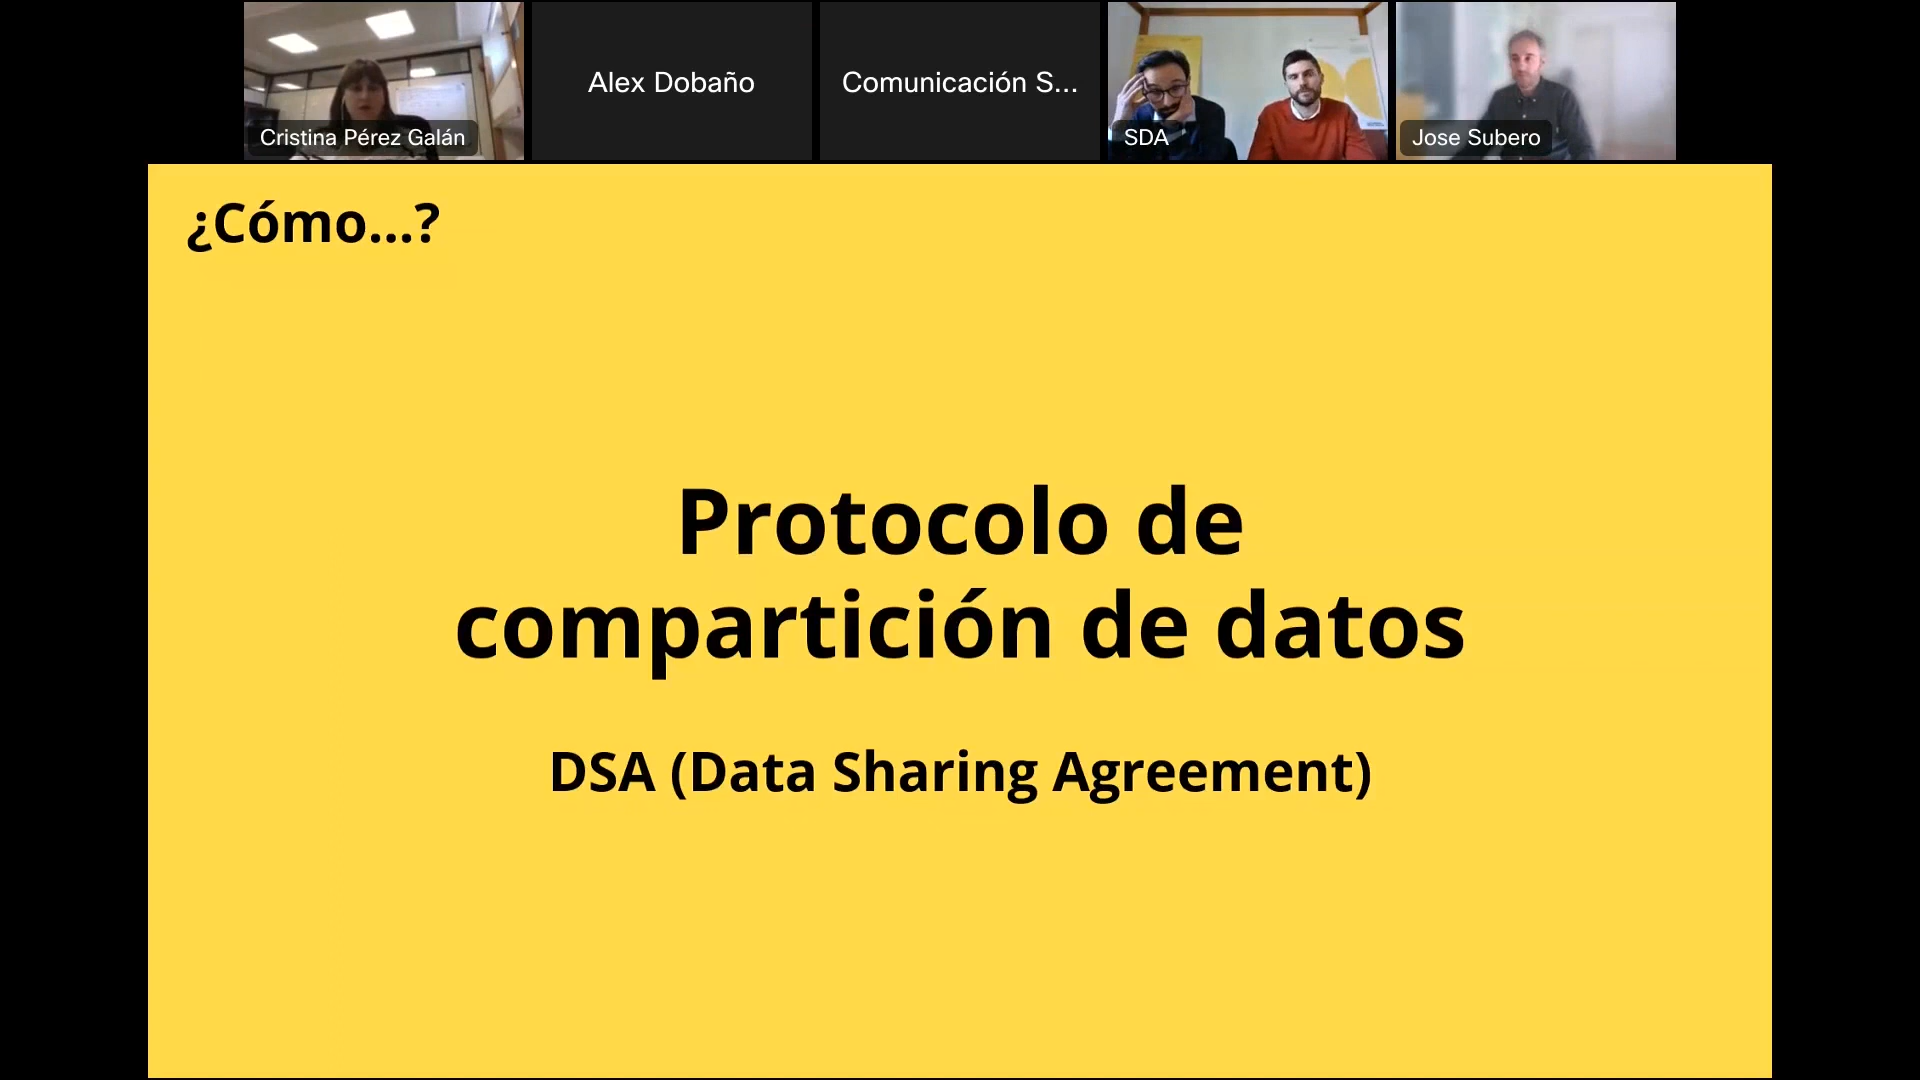 Cristina Pérez Galán
Alex Dobaño
Comunicación S...
SDA
Jose Subero
¿Cómo...?
Protocolo de
compartición de datos
DSA (Data Sharing Agreement)